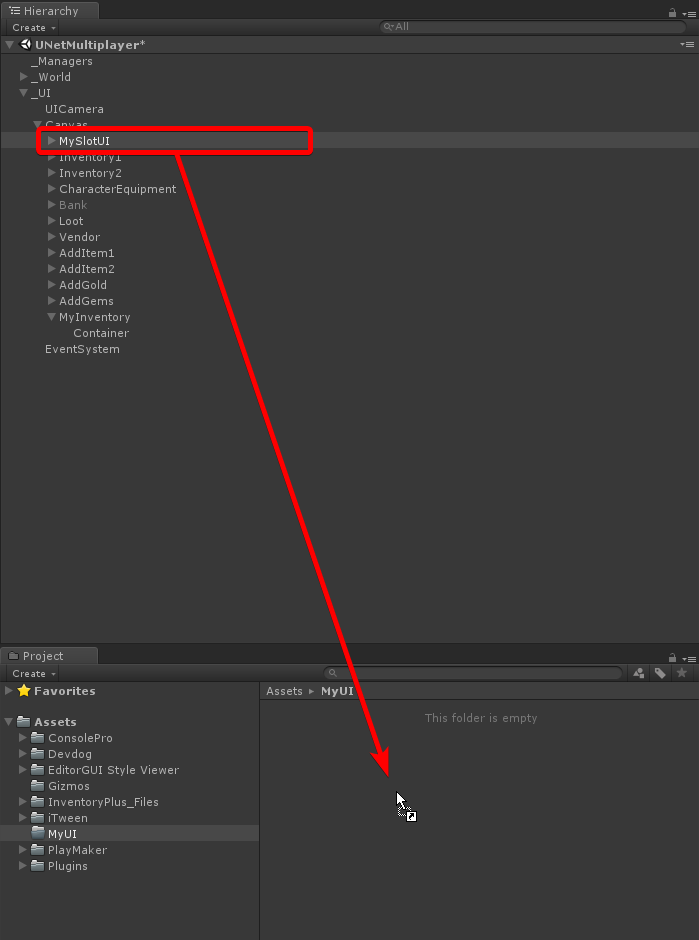 Hierarchy
Create
All
UNetMultiplayer*
_Managers
_World
_UI
UICamera
Canvas
MySlotUI
Inventory1
Inventory2
CharacterEquipment
Bank
Loot
Vendor
AddItem1
AddItem2
AddGold
AddGems
MyInventory
Container
EventSystem
Project
Create
Favorites
Assets
ConsolePro
Devdog
EditorGUI Style Viewer
Gizmos
InventoryPlus_Files
iTween
MyUI
PlayMaker
Plugins
Assets ▸ MyUI
This folder is empty